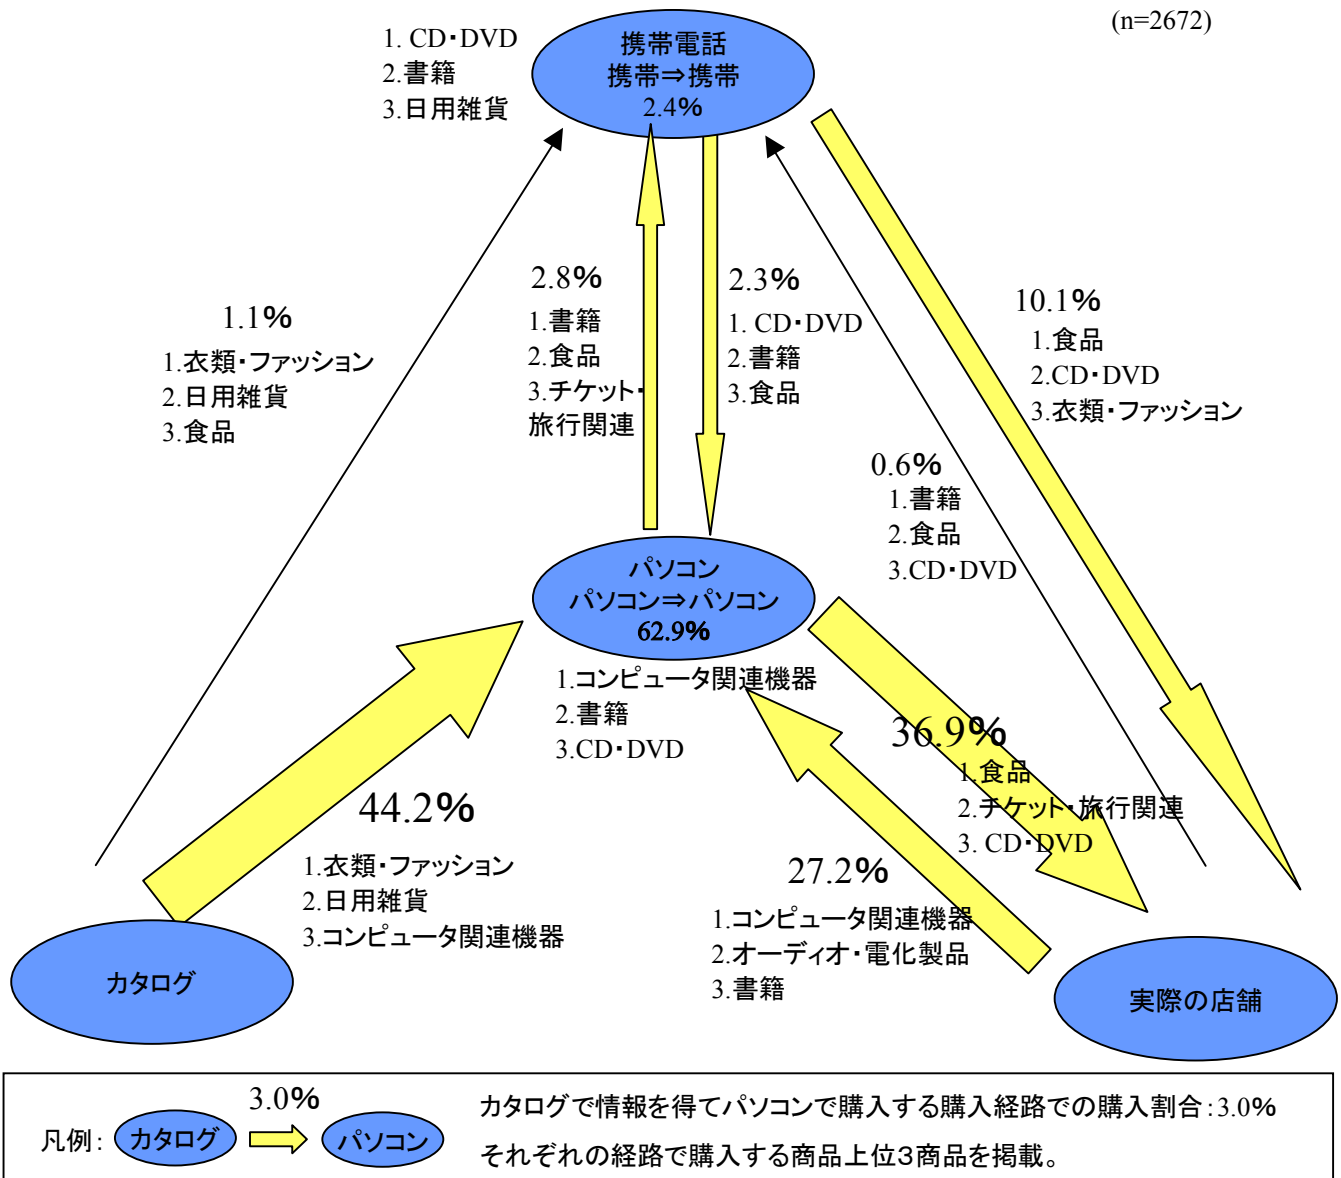 (n=2672)
1. CD・DVD
2.書籍
3.日用雑貨
携帯電話
携帯⇒携帯
2.4%
1.1%
1.衣類・ファッション
2.日用雑貨
3.食品
2.8%
1.書籍
2.食品
3.チケット・
旅行関連
2.3%
1. CD・DVD
2.書籍
3.食品
10.1%
1.食品
2.CD・DVD
3.衣類・ファッション
0.6%
1.書籍
2.食品
3.CD・DVD
パソコン
パソコン⇒パソコン
62.9%
1.コンピュータ関連機器
2.書籍
3.CD・DVD
36.9%
1.食品
2.チケット・旅行関連
3. CD・DVD
44.2%
1.衣類・ファッション
2.日用雑貨
3.コンピュータ関連機器
27.2%
1.コンピュータ関連機器
2.オーディオ・電化製品
3.書籍
カタログ
実際の店舗
凡例：
カタログ
3.0%
パソコン
カタログで情報を得てパソコンで購入する購入経路での購入割合：3.0%
それぞれの経路で購入する商品上位３商品を掲載。